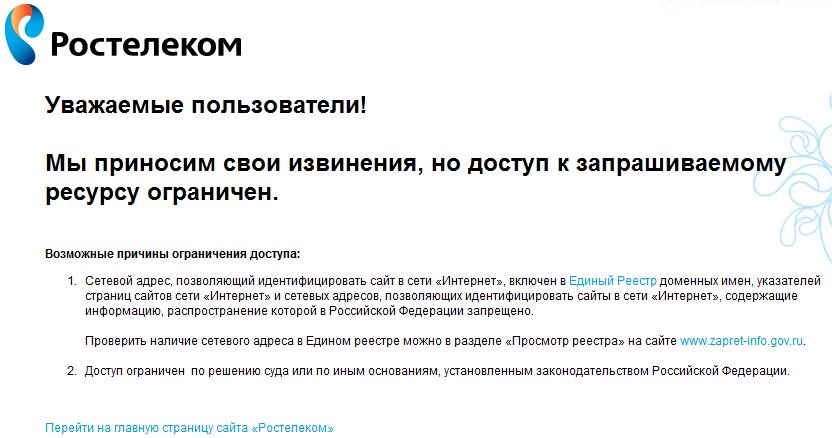 Ростелеком
Уважаемые пользователи!
Мы приносим свои извинения, но доступ к запрашиваемому
ресурсу ограничен.
Возможные причины ограничения доступа:
1. Сетевой адрес, позволяющий идентифицировать сайт в сети «Интернет», включен в Единый Реестр доменных имен, указателей
страниц сайтов сети «Интернет» и сетевых адресов, позволяющих идентифицировать сайты в сети «Интернет», содержащие
информацию, распространение которой в Российской Федерации запрещено.
Проверить наличие сетевого адреса в Едином реестре можно в разделе «Просмотр реестра» на сайте www.zapret-info.gov.ru.
2. Доступ ограничен по решению суда или по иным основаниям, установленным законодательством Российской Федерации.
Перейти на главную страницу сайта «Ростелеком»